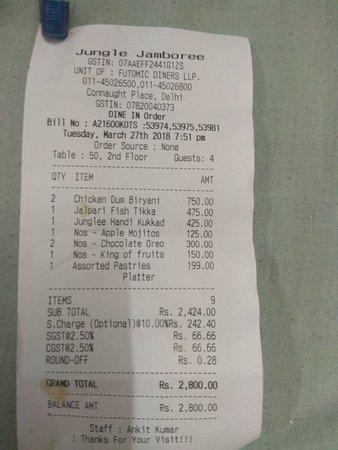 Jungle Jamboree
GSTIN: 07AAEFF2441G1ZS
UNIT OF : FUTOMIC DINERS LLP.
011-45026500,011-45026800
Connaught Place, Delhi
GSTIN: 07820040373
DINE IN Order
Bill No : A21600KOTS :53974,53975,53981
Tuesday, March 27th 2018 7:51 pm
Order Source : None
Table : 50, 2nd Floor Guests: 4
QTY ITEM AMT
2 Chicken Dum Biryani 750.00
1 Jalpari Fish Tikka 475.00
1 Junglee Handi Kukkad 425.00
1 Nos - Apple Mojitos 125.00
2 Nos - Chocolate Oreo 300.00
1 Nos - King of fruits 150.00
1 Assorted Pastries 199.00
Platter
ITEMS 9
SUB TOTAL Rs. 2,424.00
S.Charge (Optional)@10.00%Rs. 242.40
SGST@2.50% Rs. 66.66
CGST@2.50% Rs. 66.66
ROUND-OFF Rs. 0.28
GRAND TOTAL Rs. 2,800.00
BALANCE AMT Rs. 2,800.00
Staff : Ankit Kumar
! Thanks For Your Visit!!!